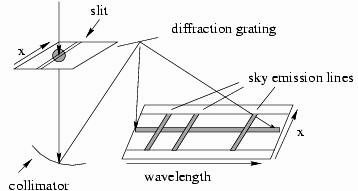 slit
diffraction grating
x
sky emission lines
x
wavelength
collimator